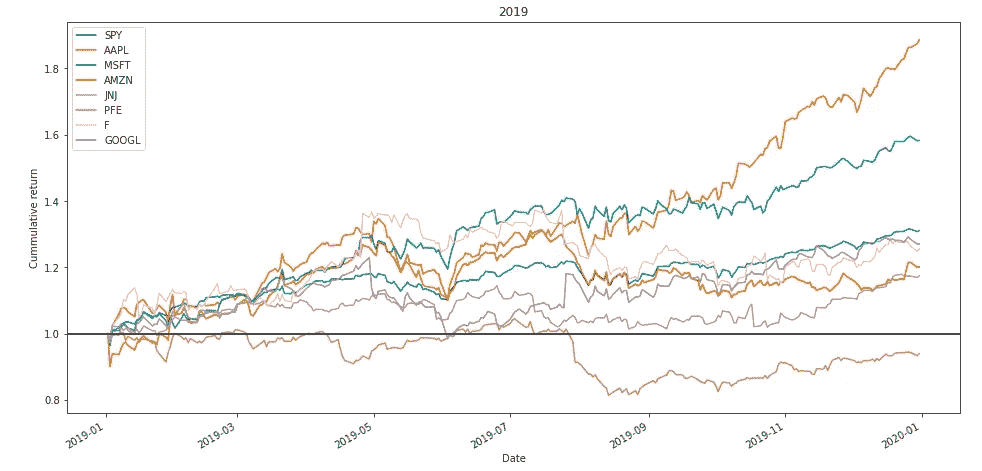 2019
SPY
AAPL
MSFT
AMZN
JNJ
PFE
F
GOOGL
Cummulative return
1.8
1.6
1.4
1.2
1.0
0.8
2019-01
2019-03
2019-05
2019-07
2019-09
2019-11
2020-01
Date